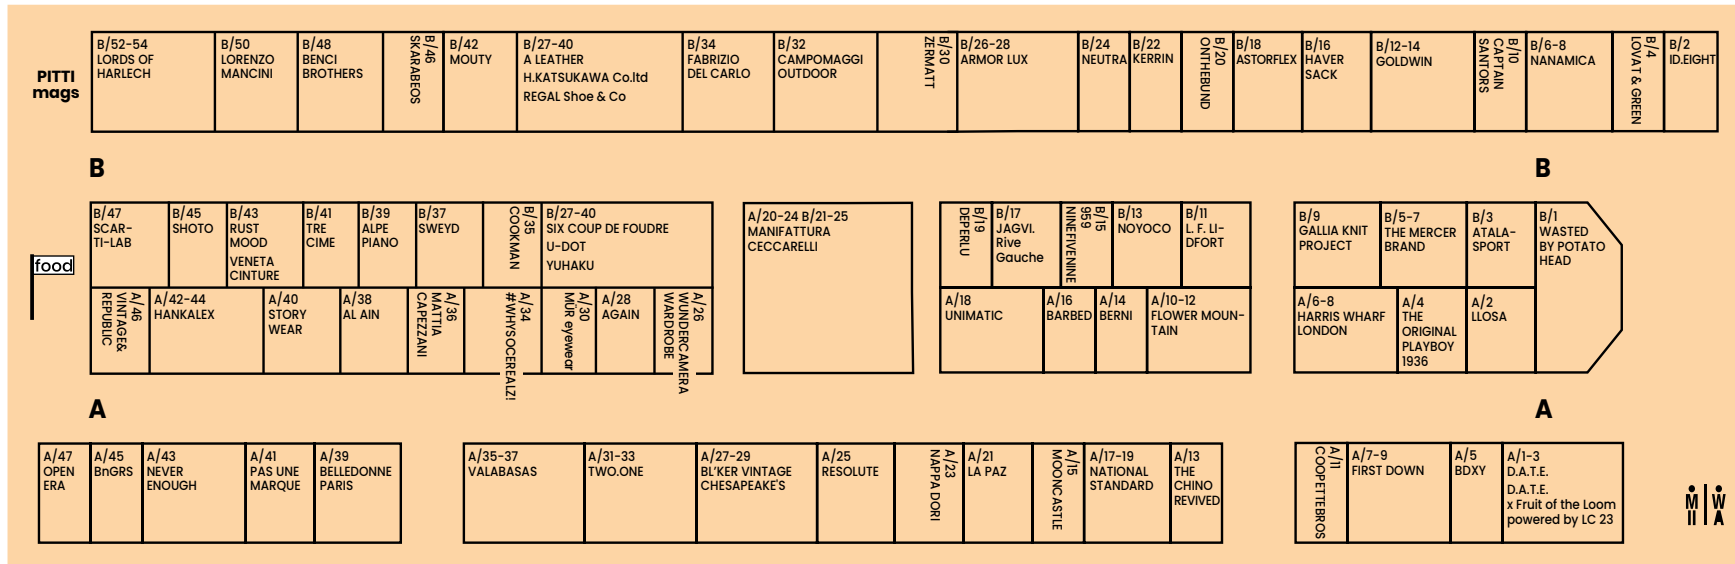 PITTI
mags
B/52-54
LORDS OF
HARLECH
B/50
LORENZO
MANCINI
B/48
BENCI
BROTHERS
B/46
SKARABEOS
B/42
MOUTY
B/27-40
A LEATHER
H.KATSUKAWA Co.ltd
REGAL Shoe & Co
B/34
FABRIZIO
DEL CARLO
B/32
CAMPOMAGGI
OUTDOOR
B/30
ZERMATT
B/26-28
ARMOR LUX
B/24
NEUTRA
B/22
KERRIN
B/20
ONTHEBUND
B/18
ASTORFLEX
B/16
HAVER
SACK
B/12-14
GOLDWIN
B/10
CAPTAIN
SANTORS
B/6-8
NANAMICA
B/4
LOVAT & GREEN
B/2
ID.EIGHT
B
B
B/47
SCAR-
TI-LAB
B/45
SHOTO
B/43
RUST
MOOD
VENETA
CINTURE
B/41
TRE
CIME
B/39
ALPE
PIANO
B/37
SWEYD
B/35
COOKMAN
B/27-40
SIX COUP DE FOUDRE
U-DOT
YUHAKU
A/20-24 B/21-25
MANIFATTURA
CECCARELLI
B/19
DEPERLU
B/17
JAGVI.
Rive
Gauche
B/15
959
NINEFIVENINE
B/13
NOYOCO
B/11
L. F. LI-
DFORT
B/9
GALLIA KNIT
PROJECT
B/5-7
THE MERCER
BRAND
B/3
ATALA-
SPORT
B/1
WASTED
BY POTATO
HEAD
food
A/46
VINTAGE&
REPUBLIC
A/42-44
HANKALEX
A/40
STORY
WEAR
A/38
AL AIN
A/36
MATTIA
CAPEZZANI
A/34
#WHYSOCEREALZ!
A/30
MÜR eyewear
A/28
AGAIN
A/26
WUNDERCAMERA
WARDROBE
A/18
UNIMATIC
A/16
BARBED
A/14
BERNI
A/10-12
FLOWER MOUN-
TAIN
A/6-8
HARRIS WHARF
LONDON
A/4
THE
ORIGINAL
PLAYBOY
1936
A/2
LLOSA
A
A
A/47
OPEN
ERA
A/45
BnGRS
A/43
NEVER
ENOUGH
A/41
PAS UNE
MARQUE
A/39
BELLEDONNE
PARIS
A/35-37
VALABASAS
A/31-33
TWO.ONE
A/27-29
BL'KER VINTAGE
CHESAPEAKE'S
A/25
RESOLUTE
A/23
NAPPA DORI
A/21
LA PAZ
A/15
MOONCASTLE
A/17-19
NATIONAL
STANDARD
A/13
THE
CHINO
REVIVED
A/11
COOPETTEBROS
A/7-9
FIRST DOWN
A/5
BDXY
A/1-3
D.A.T.E.
D.A.T.E.
x Fruit of the Loom
powered by LC 23
M W